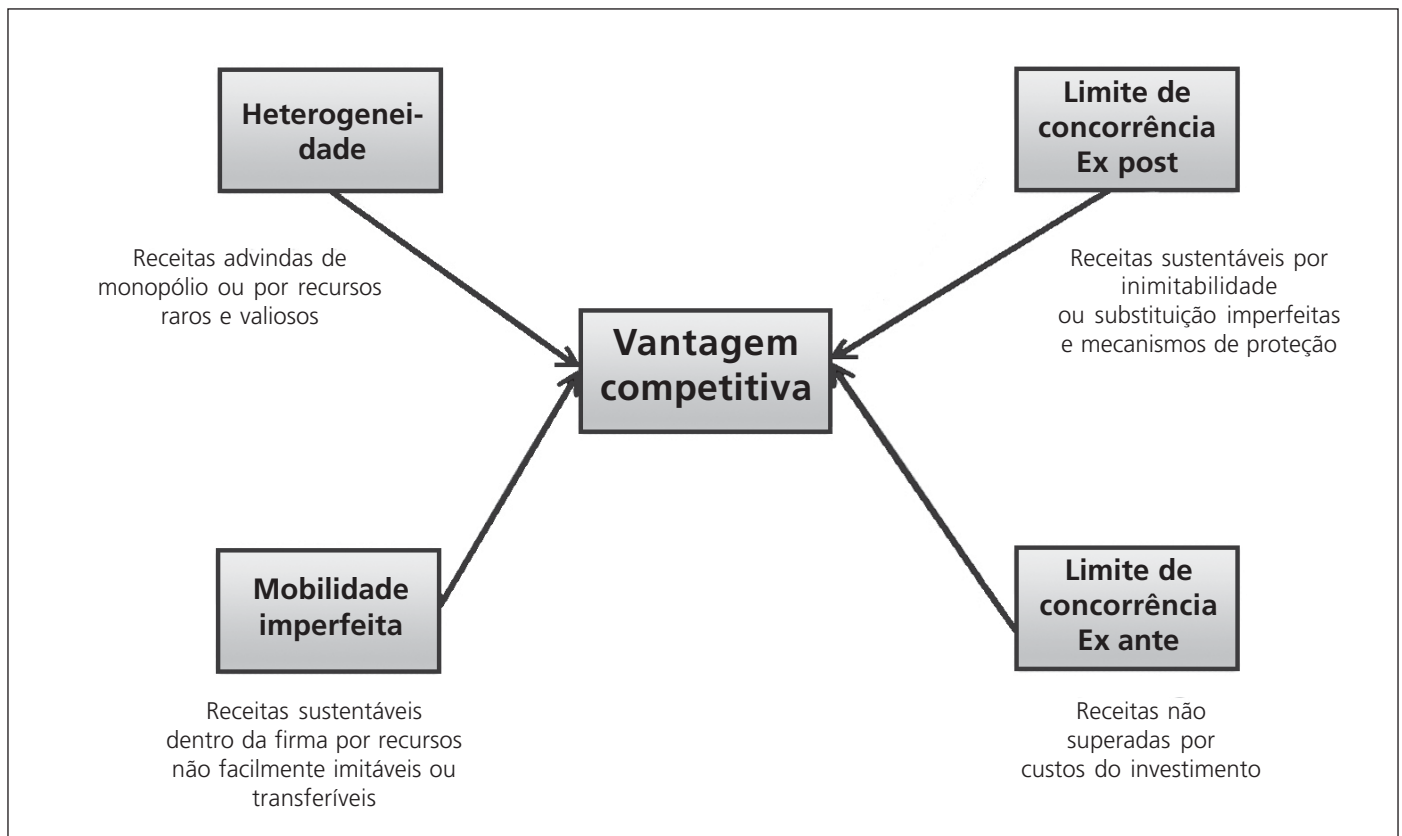 Heterogenei-
dade
Receitas advindas de
monopólio ou por recursos
raros e valiosos
Limite de
concorrência
Ex post
Receitas sustentáveis por
inimitabilidade
ou substituição imperfeitas
e mecanismos de proteção
Vantagem
competitiva
Mobilidade
imperfeita
Receitas sustentáveis
dentro da firma por recursos
não facilmente imitáveis ou
transferíveis
Limite de
concorrência
Ex ante
Receitas não
superadas por
custos do investimento